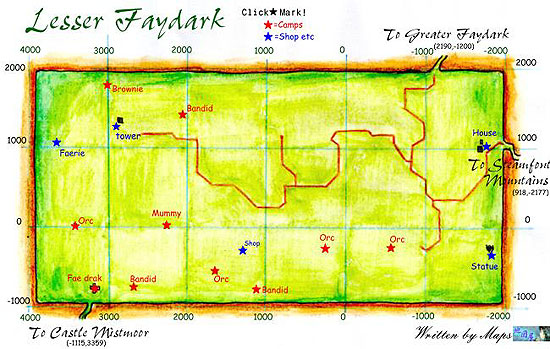 Lesser Faydark
Click★Mark!
★=Camps
★=Shop etc
To Greater Faydark
(2190,-1200)
4000 3000 2000 1000 0 -1000 -2000
2000
2000
Brownie
Bandid
tower
House
1000
1000
Faerie
To Steamfont
Mountains
(918,-2177)
Orc
Mummy
0
0
Shop
Orc
Orc
Statue
Fae drak
Bandid
Orc
Bandid
-1000
-1000
4000 3000 2000 1000 0 -1000 -2000
To Castle Mistmoor
(-1115,3359)
Written by Maps